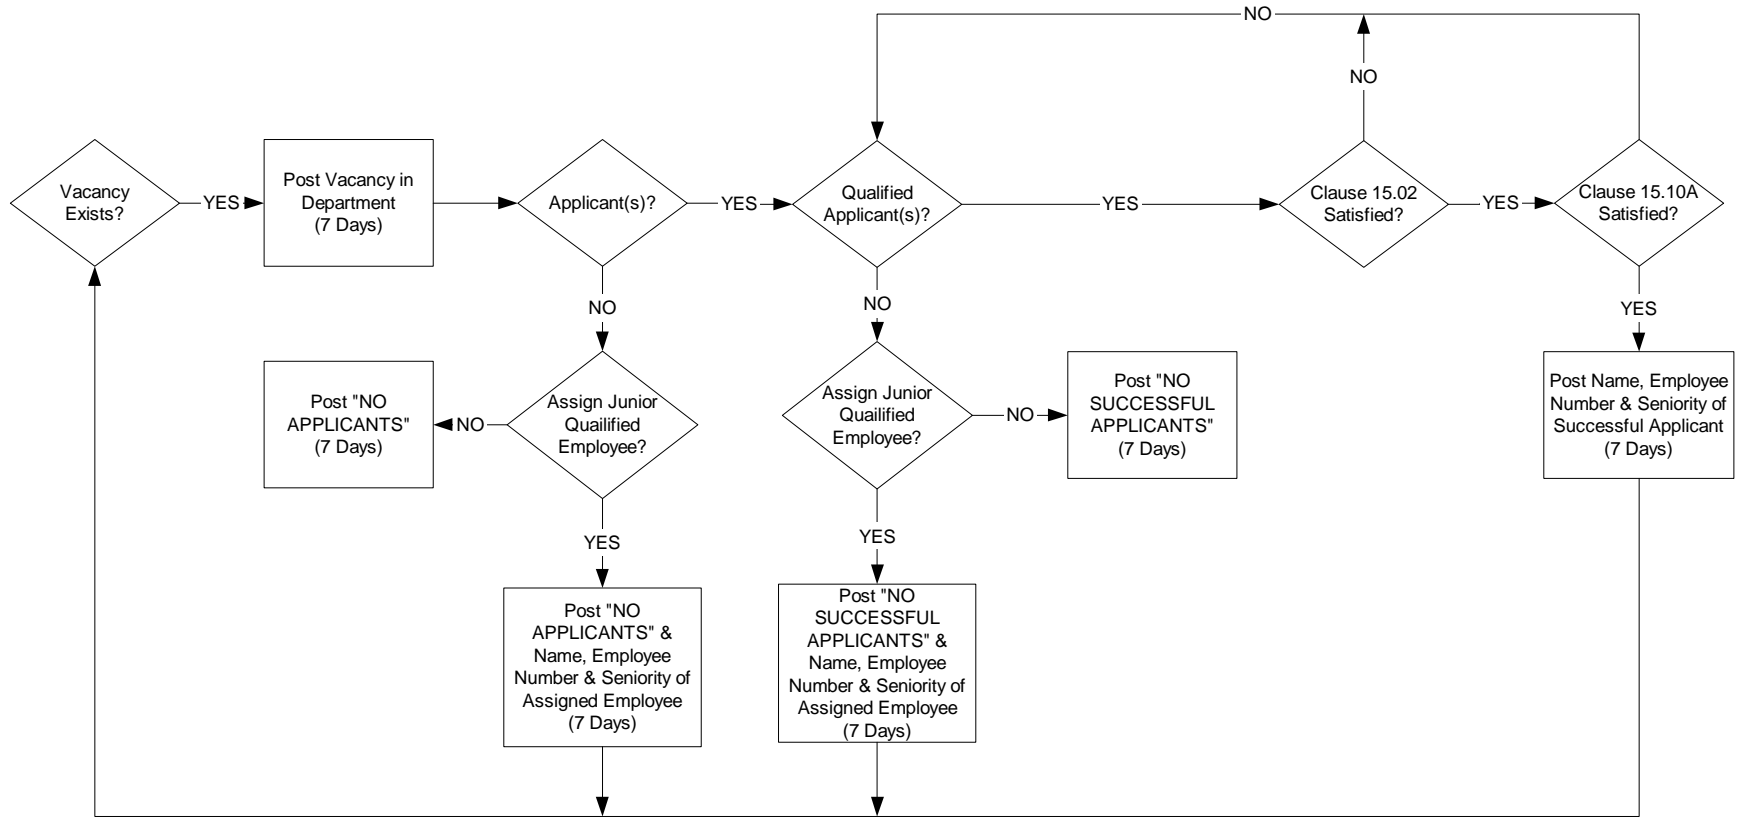 NO
NO
Vacancy
Exists?
YES
Post Vacancy in
Department
(7 Days)
Applicant(s)?
YES
Qualified
Applicant(s)?
YES
Clause 15.02
Satisfied?
YES
Clause 15.10A
Satisfied?
NO
NO
YES
Post "NO
APPLICANTS"
(7 Days)
NO
Assign Junior
Quailified
Employee?
Assign Junior
Quailified
Employee?
NO
Post "NO
SUCCESSFUL
APPLICANTS"
(7 Days)
Post Name, Employee
Number & Seniority of
Successful Applicant
(7 Days)
YES
YES
Post "NO
APPLICANTS" &
Name, Employee
Number & Seniority of
Assigned Employee
(7 Days)
Post "NO
SUCCESSFUL
APPLICANTS" &
Name, Employee
Number & Seniority of
Assigned Employee
(7 Days)